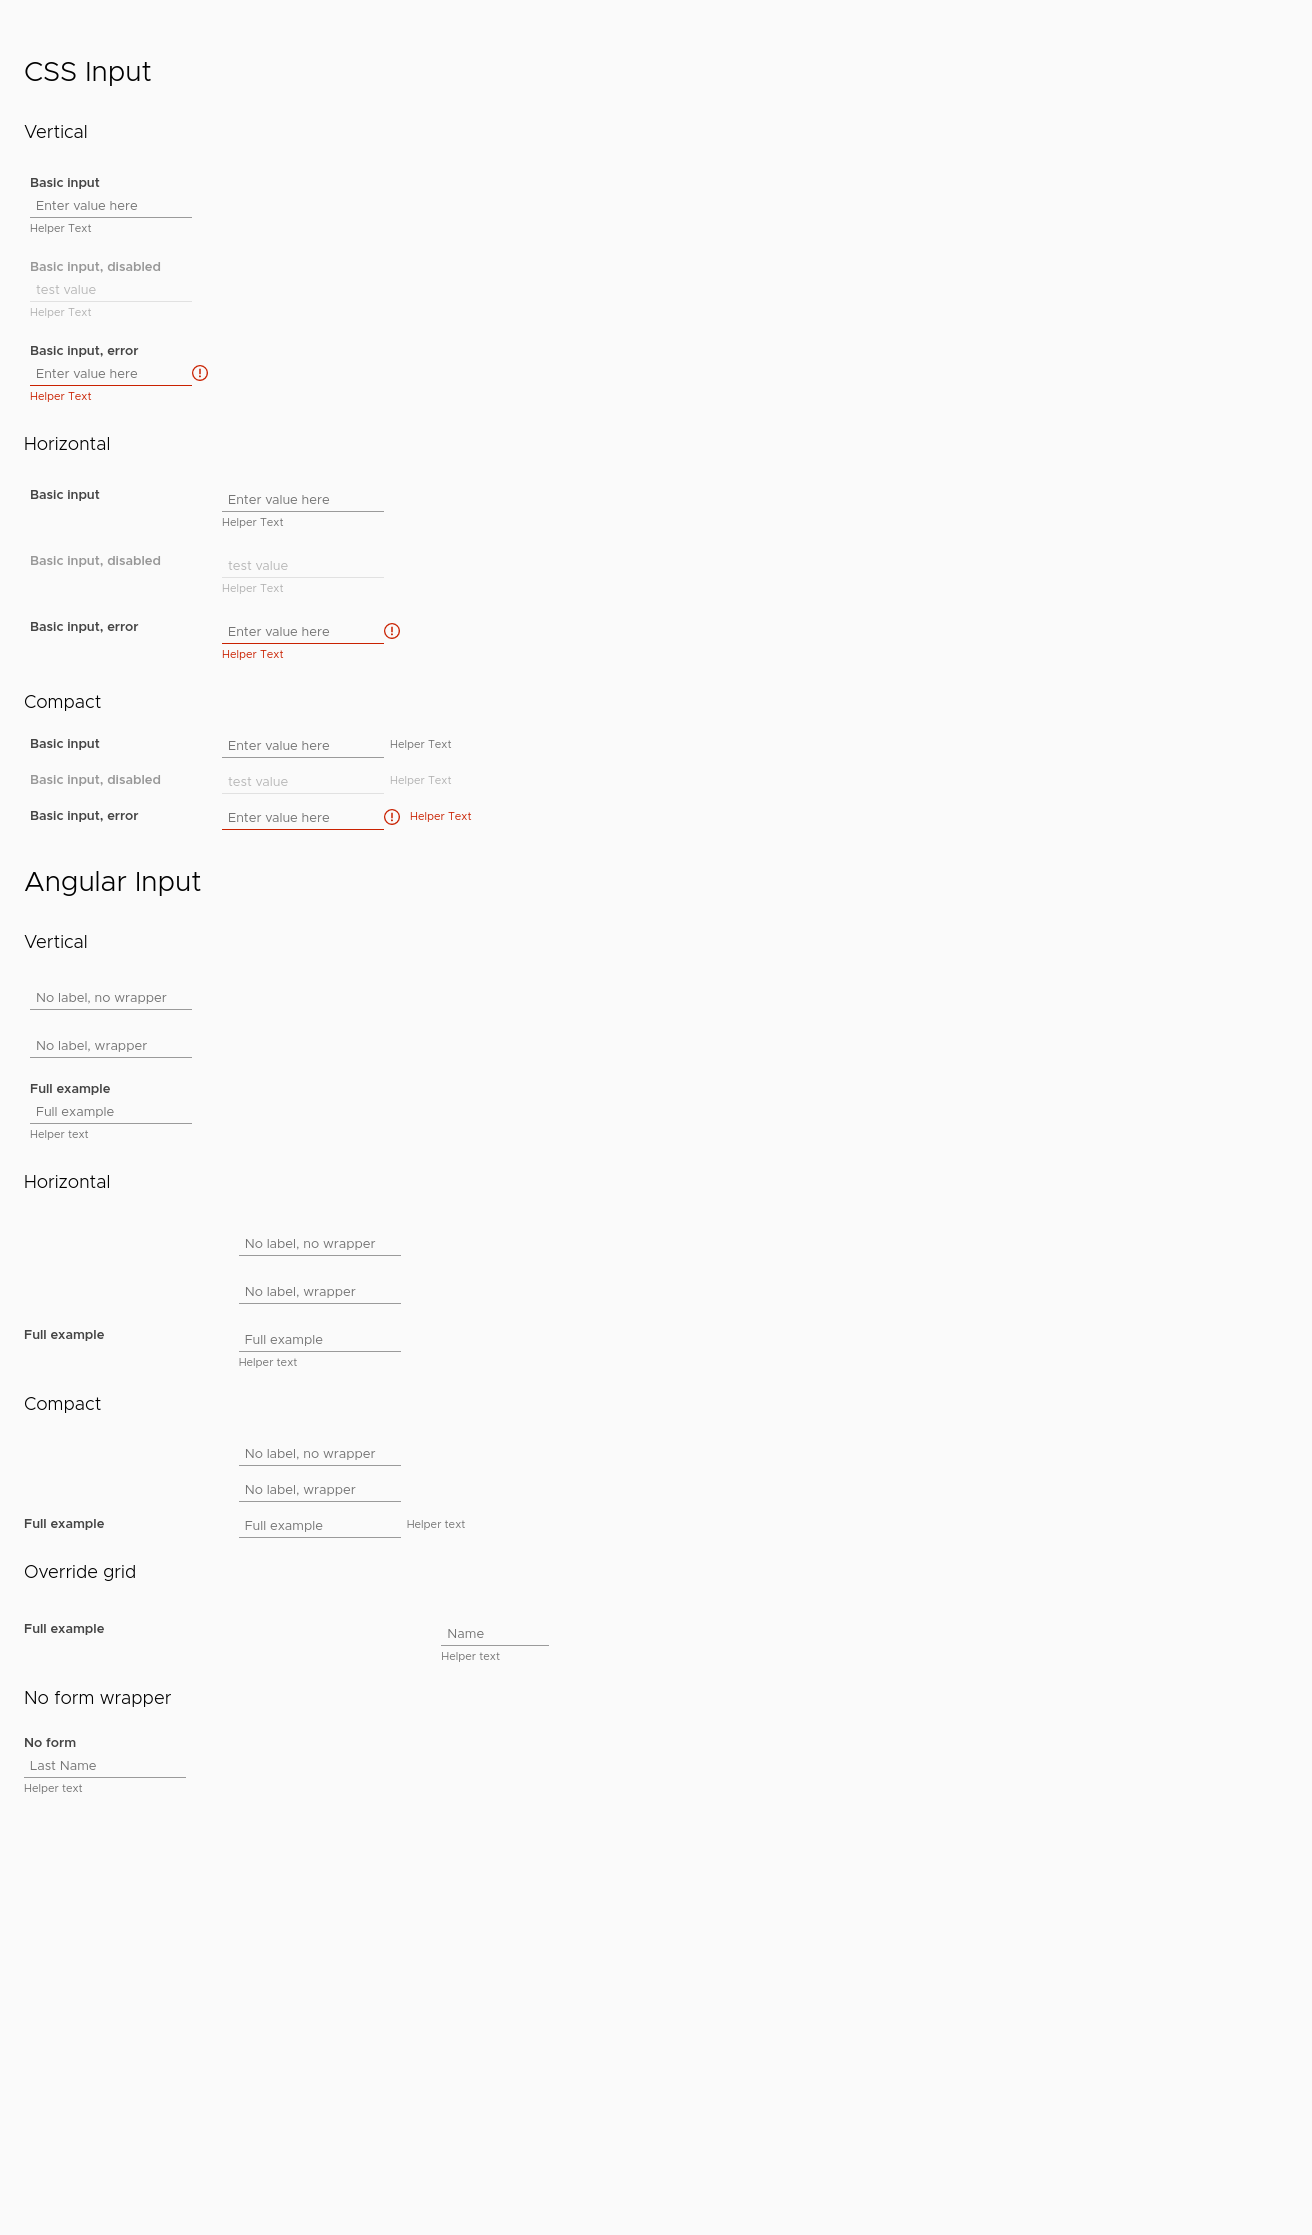 CSS Input
Vertical
Basic input
Enter value here
Helper Text
Basic input, disabled
test value
Helper Text
Basic input, error
Enter value here
Helper Text
Horizontal
Basic input Enter value here
Helper Text
Basic input, disabled test value
Helper Text
Basic input, error Enter value here
Helper Text
Compact
Basic input Enter value here Helper Text
Basic input, disabled test value Helper Text
Basic input, error Enter value here Helper Text
Angular Input
Vertical
No label, no wrapper
No label, wrapper
Full example
Full example
Helper text
Horizontal
No label, no wrapper
No label, wrapper
Full example Full example
Helper text
Compact
No label, no wrapper
No label, wrapper
Full example Full example Helper text
Override grid
Full example Name
Helper text
No form wrapper
No form
Last Name
Helper text